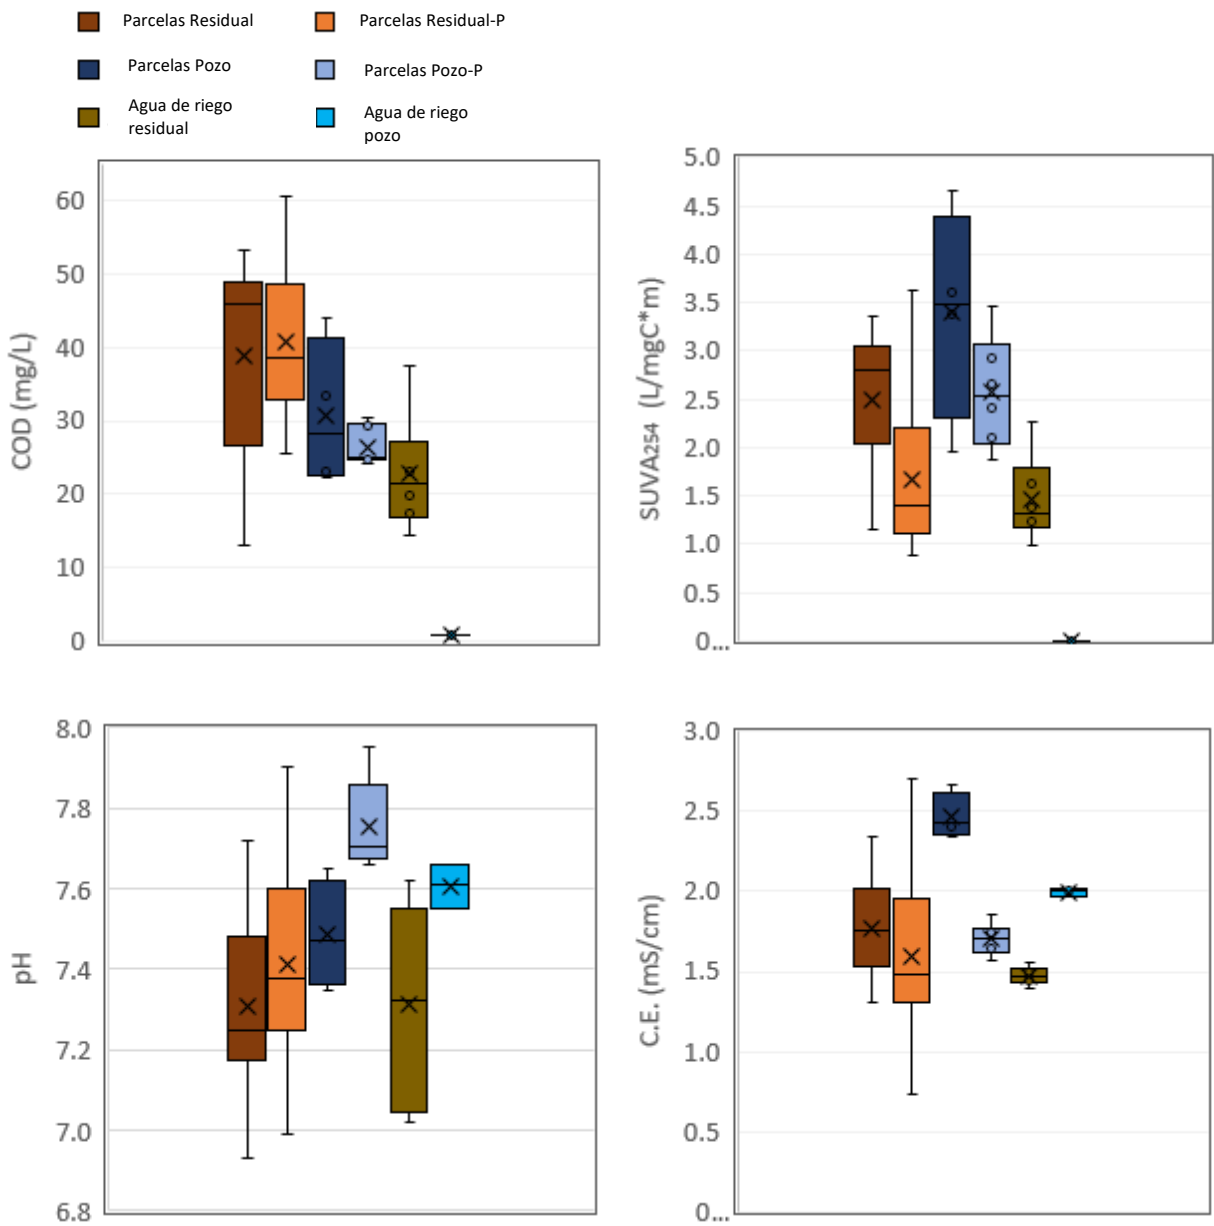 Parcelas Residual
Parcelas Residual-P
Parcelas Pozo
Parcelas Pozo-P
Agua de riego
residual
Agua de riego
pozo
COD (mg/L)
60
50
40
30
20
10
0
SUVA254 (L/mgC*m)
5.0
4.5
4.0
3.5
3.0
2.5
2.0
1.5
1.0
0.5
0...
pH
8.0
7.8
7.6
7.4
7.2
7.0
6.8
C.E. (mS/cm)
3.0
2.5
2.0
1.5
1.0
0.5
0...